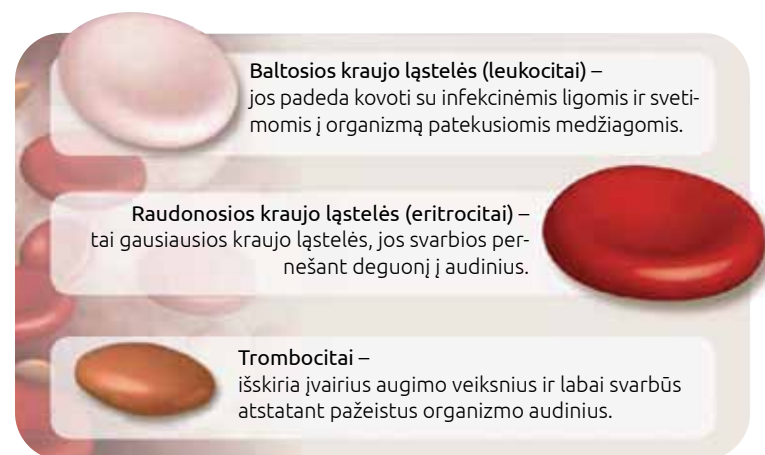 Baltosios kraujo ląstelės (leukocitai) –
jos padeda kovoti su infekcinėmis ligomis ir sveti-
momis į organizmą patekusiomis medžiagomis.
Raudonosios kraujo ląstelės (eritrocitai) –
tai gausiausios kraujo ląstelės, jos svarbios per-
nešant deguonį į audinius.
Trombocitai –
išskiria įvairius augimo veiksnius ir labai svarbūs
atstatant pažeistus organizmo audinius.